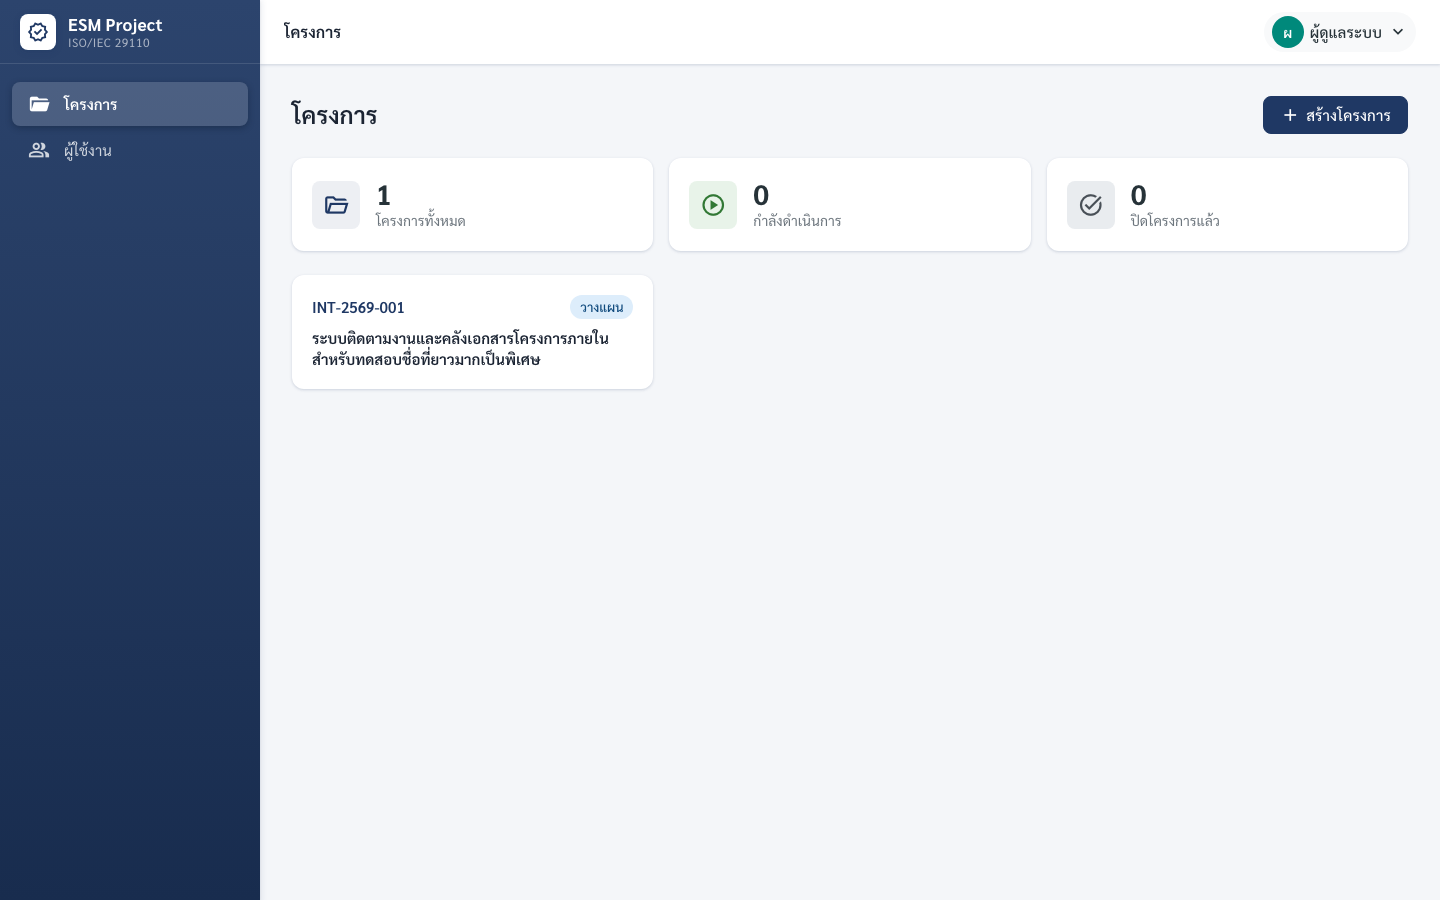 ESM Project
ISO/IEC 29110
โครงการ
ผู้ใช้งาน
โครงการ
ผ ผู้ดูแลระบบ
โครงการ
สร้างโครงการ
1
โครงการทั้งหมด
0
กำลังดำเนินการ
0
ปิดโครงการแล้ว
INT-2569-001
วางแผน
ระบบติดตามงานและคลังเอกสารโครงการภายใน
สำหรับทดสอบชื่อที่ยาวมากเป็นพิเศษ